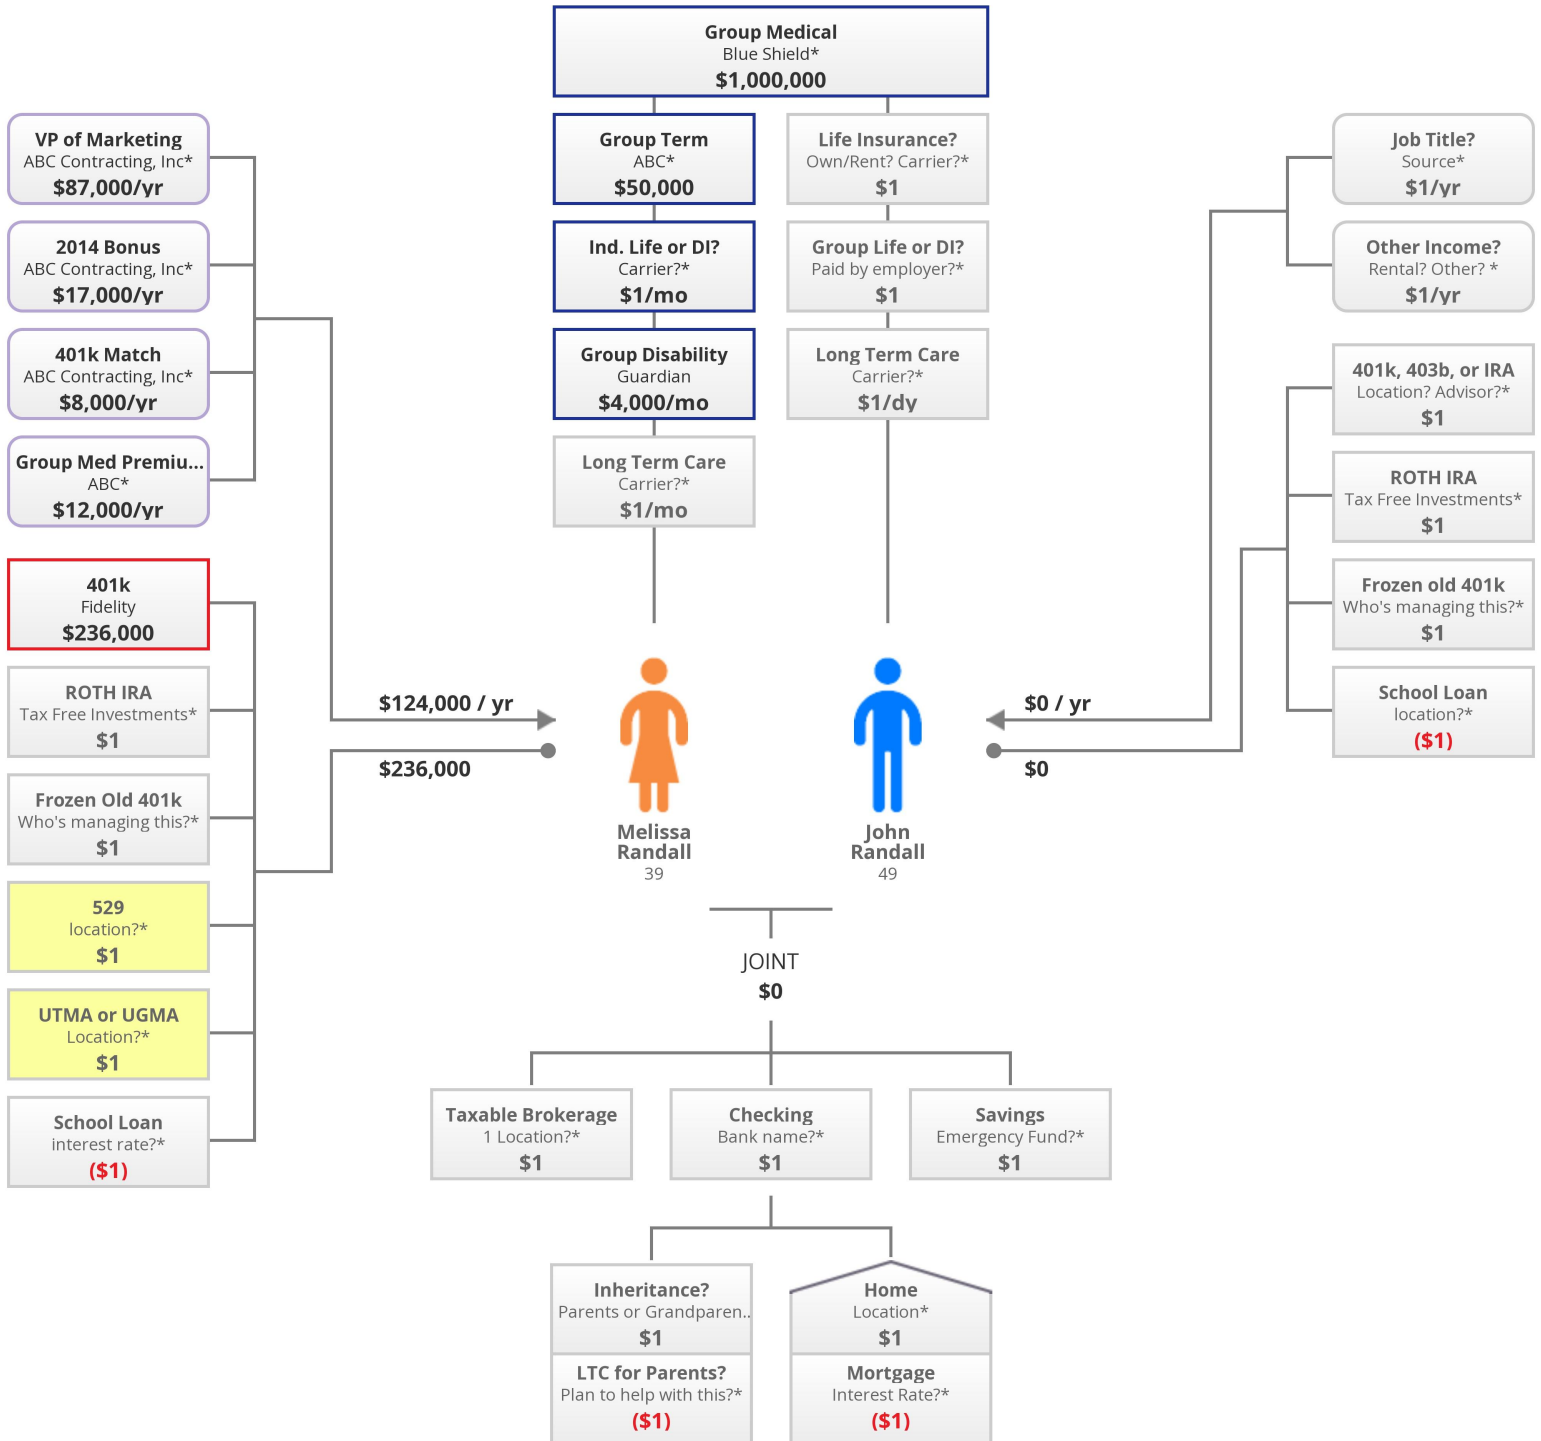 Group Medical
Blue Shield*
$1,000,000
VP of Marketing
ABC Contracting, Inc*
$87,000/yr
2014 Bonus
ABC Contracting, Inc*
$17,000/yr
401k Match
ABC Contracting, Inc*
$8,000/yr
Group Med Premiu...
ABC*
$12,000/yr
401k
Fidelity
$236,000
ROTH IRA
Tax Free Investments*
$1
Frozen Old 401k
Who's managing this?*
$1
529
location?*
$1
UTMA or UGMA
Location?*
$1
School Loan
interest rate?*
($1)
Group Term
ABC*
$50,000
Ind. Life or DI?
Carrier?*
$1/mo
Group Disability
Guardian
$4,000/mo
Long Term Care
Carrier?*
$1/mo
Life Insurance?
Own/Rent? Carrier?*
$1
Group Life or DI?
Paid by employer?*
$1
Long Term Care
Carrier?*
$1/dy
Job Title?
Source*
$1/yr
Other Income?
Rental? Other? *
$1/yr
401k, 403b, or IRA
Location? Advisor?*
$1
ROTH IRA
Tax Free Investments*
$1
Frozen old 401k
Who's managing this?*
$1
School Loan
location?*
($1)
$124,000 / yr
$236,000
$0 / yr
$0
Melissa
Randall
39
John
Randall
49
JOINT
$0
Taxable Brokerage
1 Location?*
$1
Checking
Bank name?*
$1
Savings
Emergency Fund?*
$1
Inheritance?
Parents or Grandparen..
$1
LTC for Parents?
Plan to help with this?*
($1)
Home
Location*
$1
Mortgage
Interest Rate?*
($1)